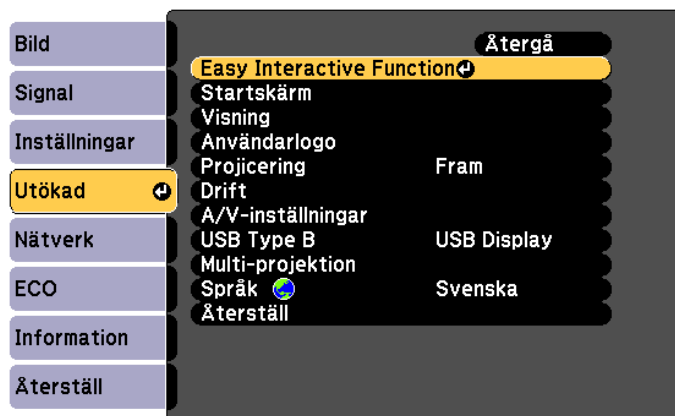 Bild
Signal
Inställningar
Utökad
Nätverk
ECO
Information
Återställ
Återgå
Easy Interactive Function
Startskärm
Visning
Användarlogo
Projicering Fram
Drift
A/V-inställningar
USB Type B USB Display
Multi-projektion
Språk Svenska
Återställ